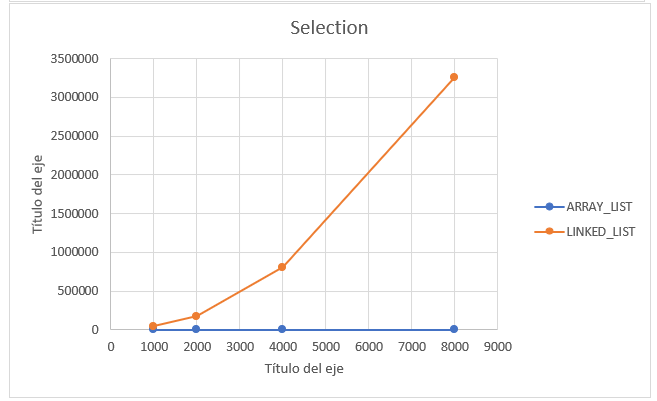 Selection
3500000
3000000
2500000
2000000
1500000
1000000
500000
0
Título del eje
0 1000 2000 3000 4000 5000 6000 7000 8000 9000
Título del eje
ARRAY_LIST
LINKED_LIST